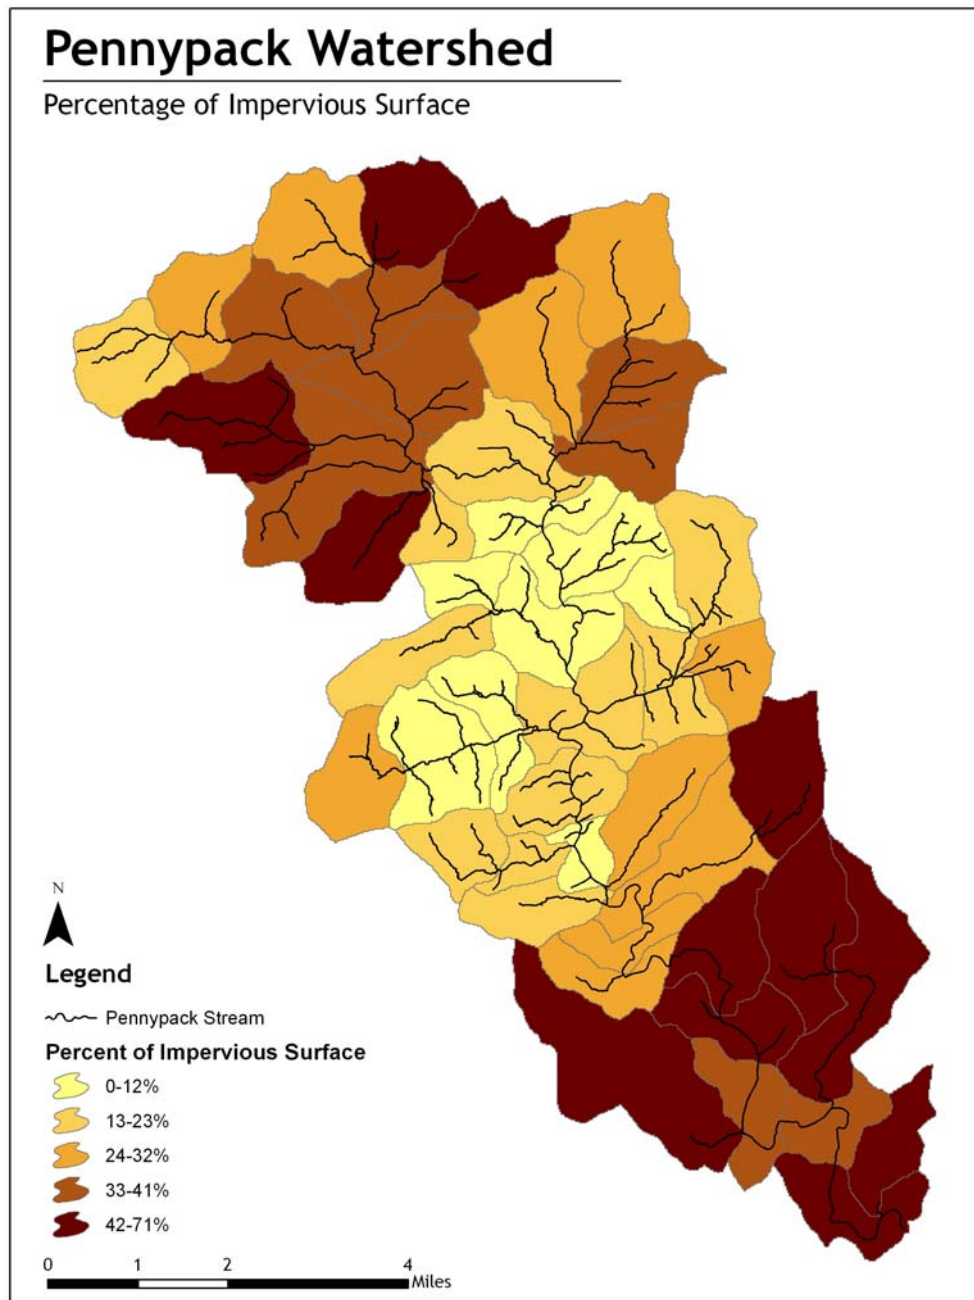 Pennypack Watershed
Percentage of Impervious Surface
N
Legend
Pennypack Stream
Percent of Impervious Surface
0-12%
13-23%
24-32%
33-41%
42-71%
0 1 2 4
Miles